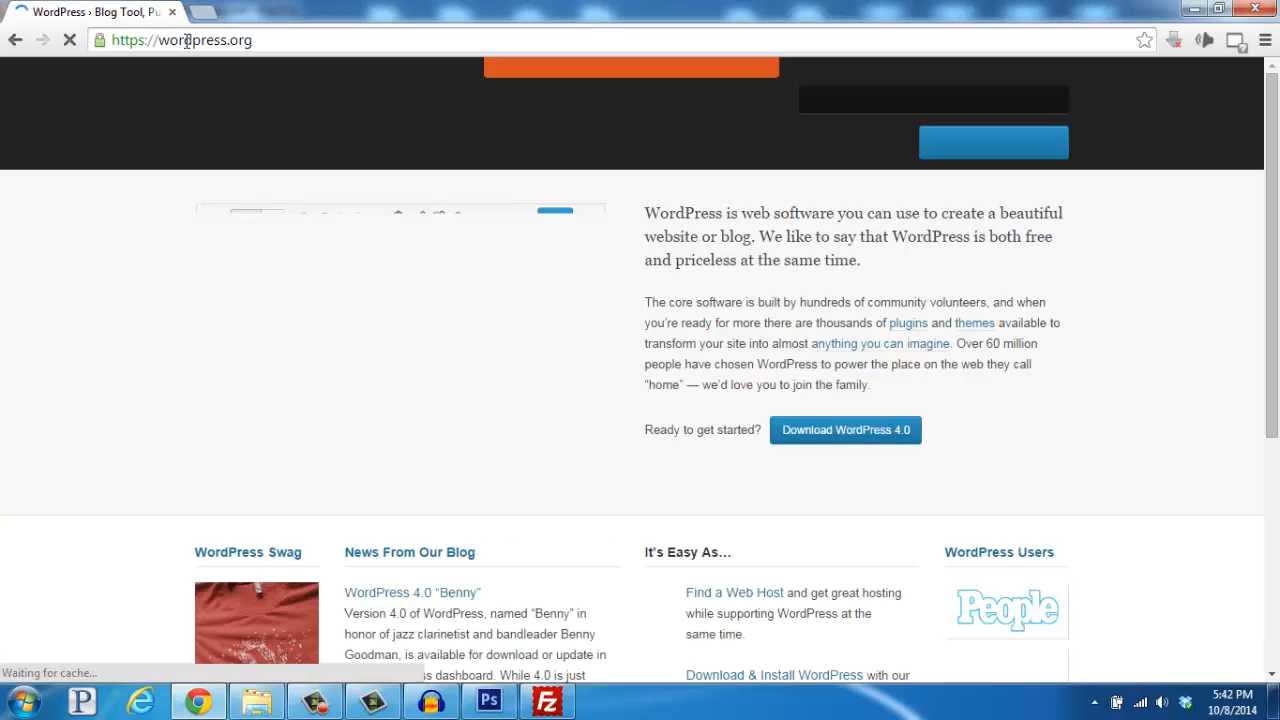 WordPress › Blog Tool, Pu
https://wordpress.org
WordPress is web software you can use to create a beautiful
website or blog. We like to say that WordPress is both free
and priceless at the same time.
The core software is built by hundreds of community volunteers, and when
you’re ready for more there are thousands of plugins and themes available to
transform your site into almost anything you can imagine. Over 60 million
people have chosen WordPress to power the place on the web they call
“home” — we’d love you to join the family.
Ready to get started? Download WordPress 4.0
WordPress Swag
News From Our Blog
WordPress 4.0 “Benny”
Version 4.0 of WordPress, named “Benny” in
honor of jazz clarinetist and bandleader Benny
Goodman, is available for download or update in
ss dashboard. While 4.0 is just
It’s Easy As…
Find a Web Host and get great hosting
while supporting WordPress at the
same time.
Download & Install WordPress with our
WordPress Users
People
Waiting for cache...
Ps
Fz
5:42 PM
10/8/2014